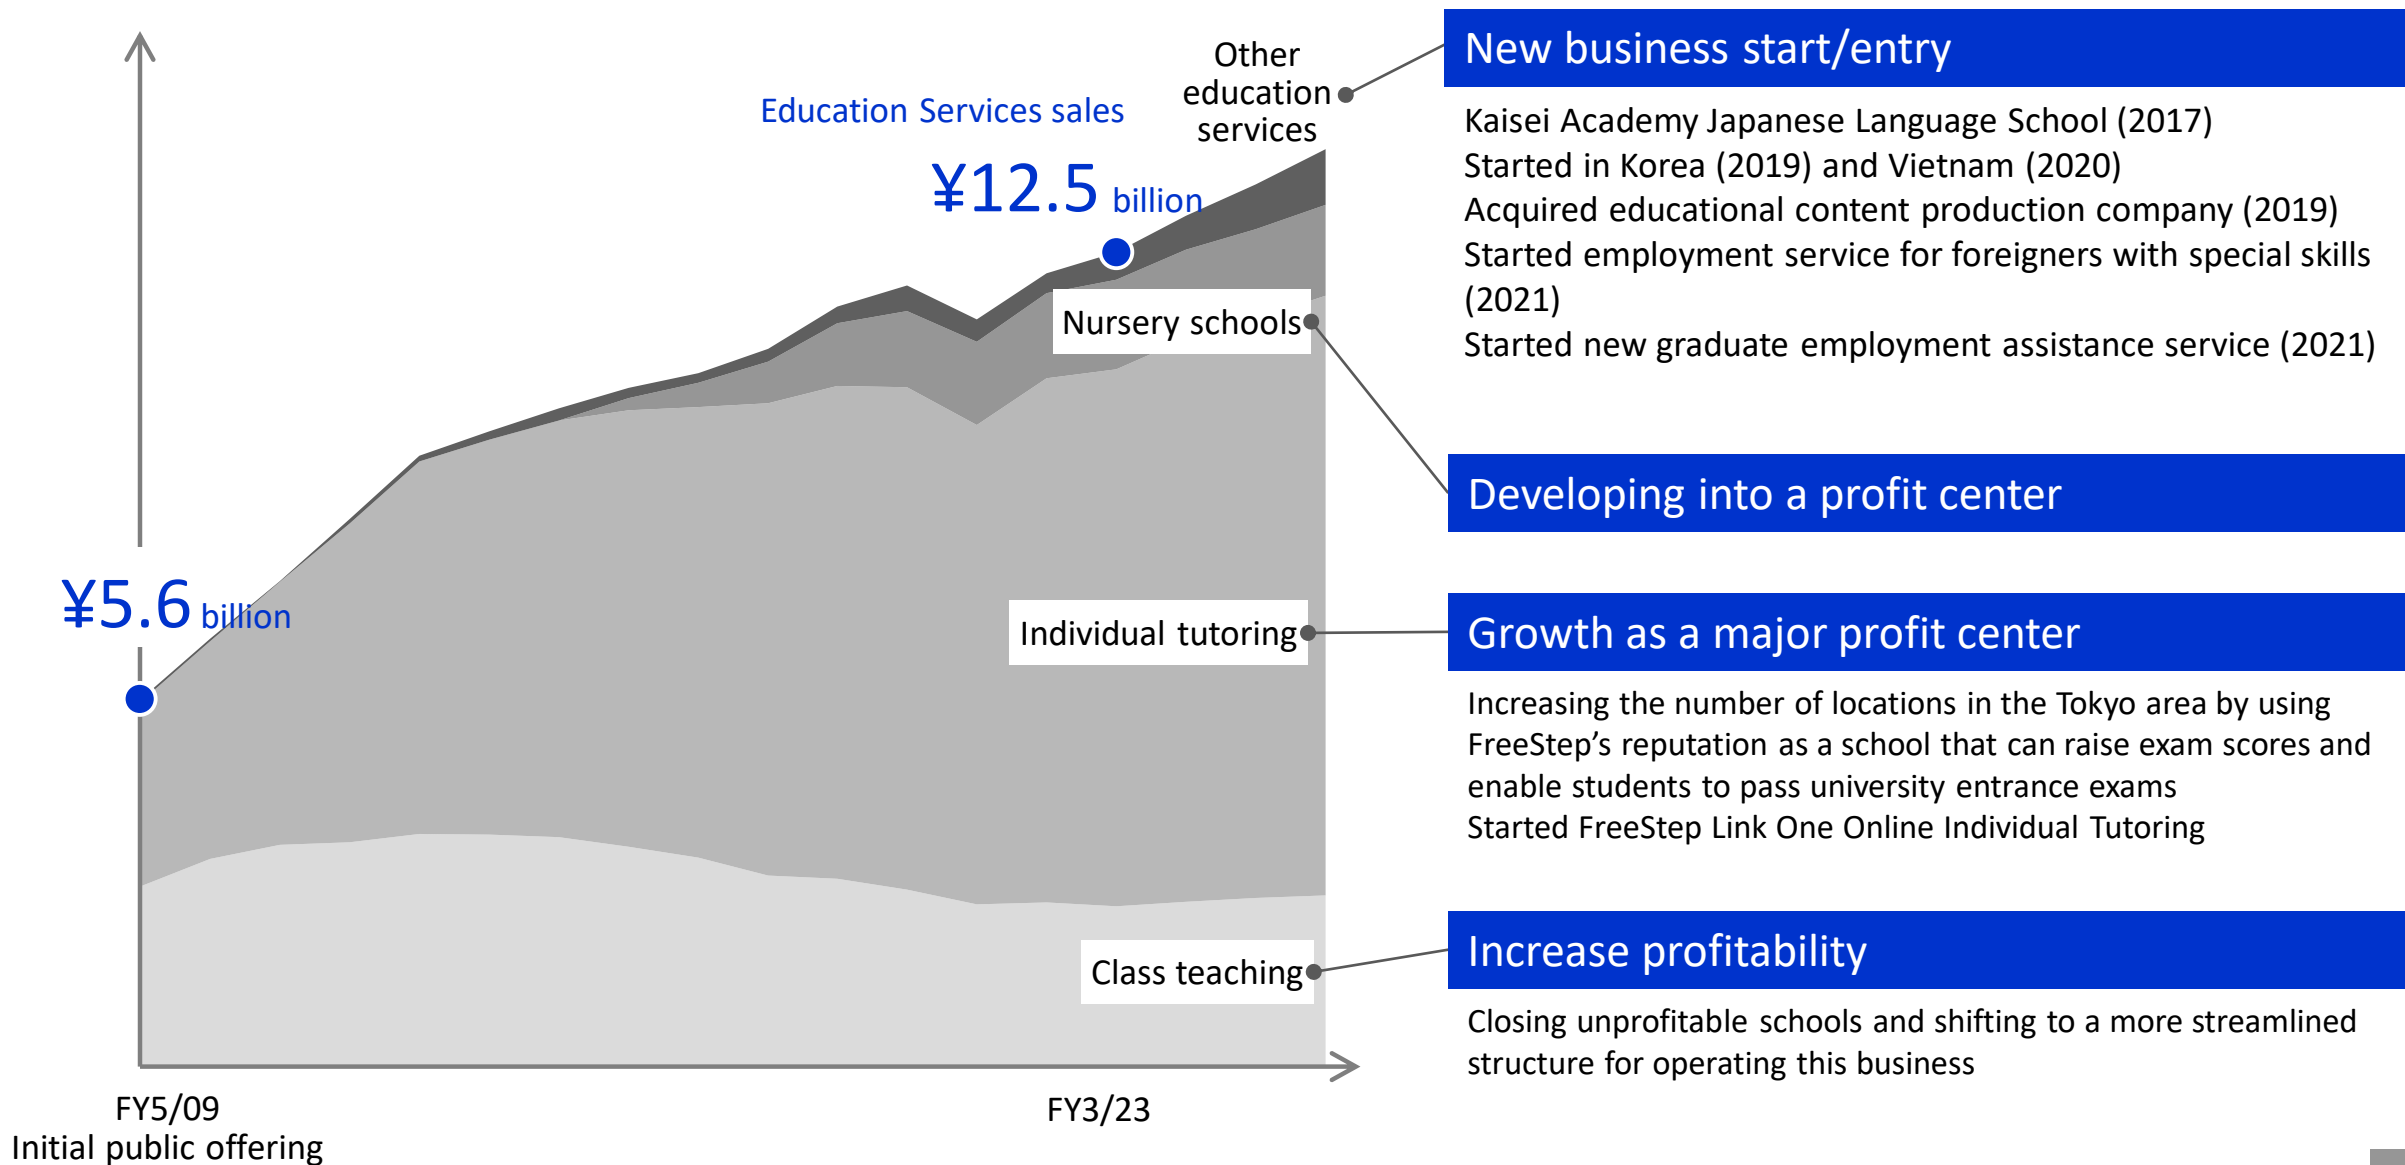 Other
education
services
Education Services sales
¥12.5 billion
Nursery schools
¥5.6 billion
Individual tutoring
Class teaching
FY5/09
Initial public offering
FY3/23
New business start/entry
Kaisei Academy Japanese Language School (2017)
Started in Korea (2019) and Vietnam (2020)
Acquired educational content production company (2019)
Started employment service for foreigners with special skills
(2021)
Started new graduate employment assistance service (2021)
Developing into a profit center
Growth as a major profit center
Increasing the number of locations in the Tokyo area by using
FreeStep’s reputation as a school that can raise exam scores and
enable students to pass university entrance exams
Started FreeStep Link One Online Individual Tutoring
Increase profitability
Closing unprofitable schools and shifting to a more streamlined
structure for operating this business